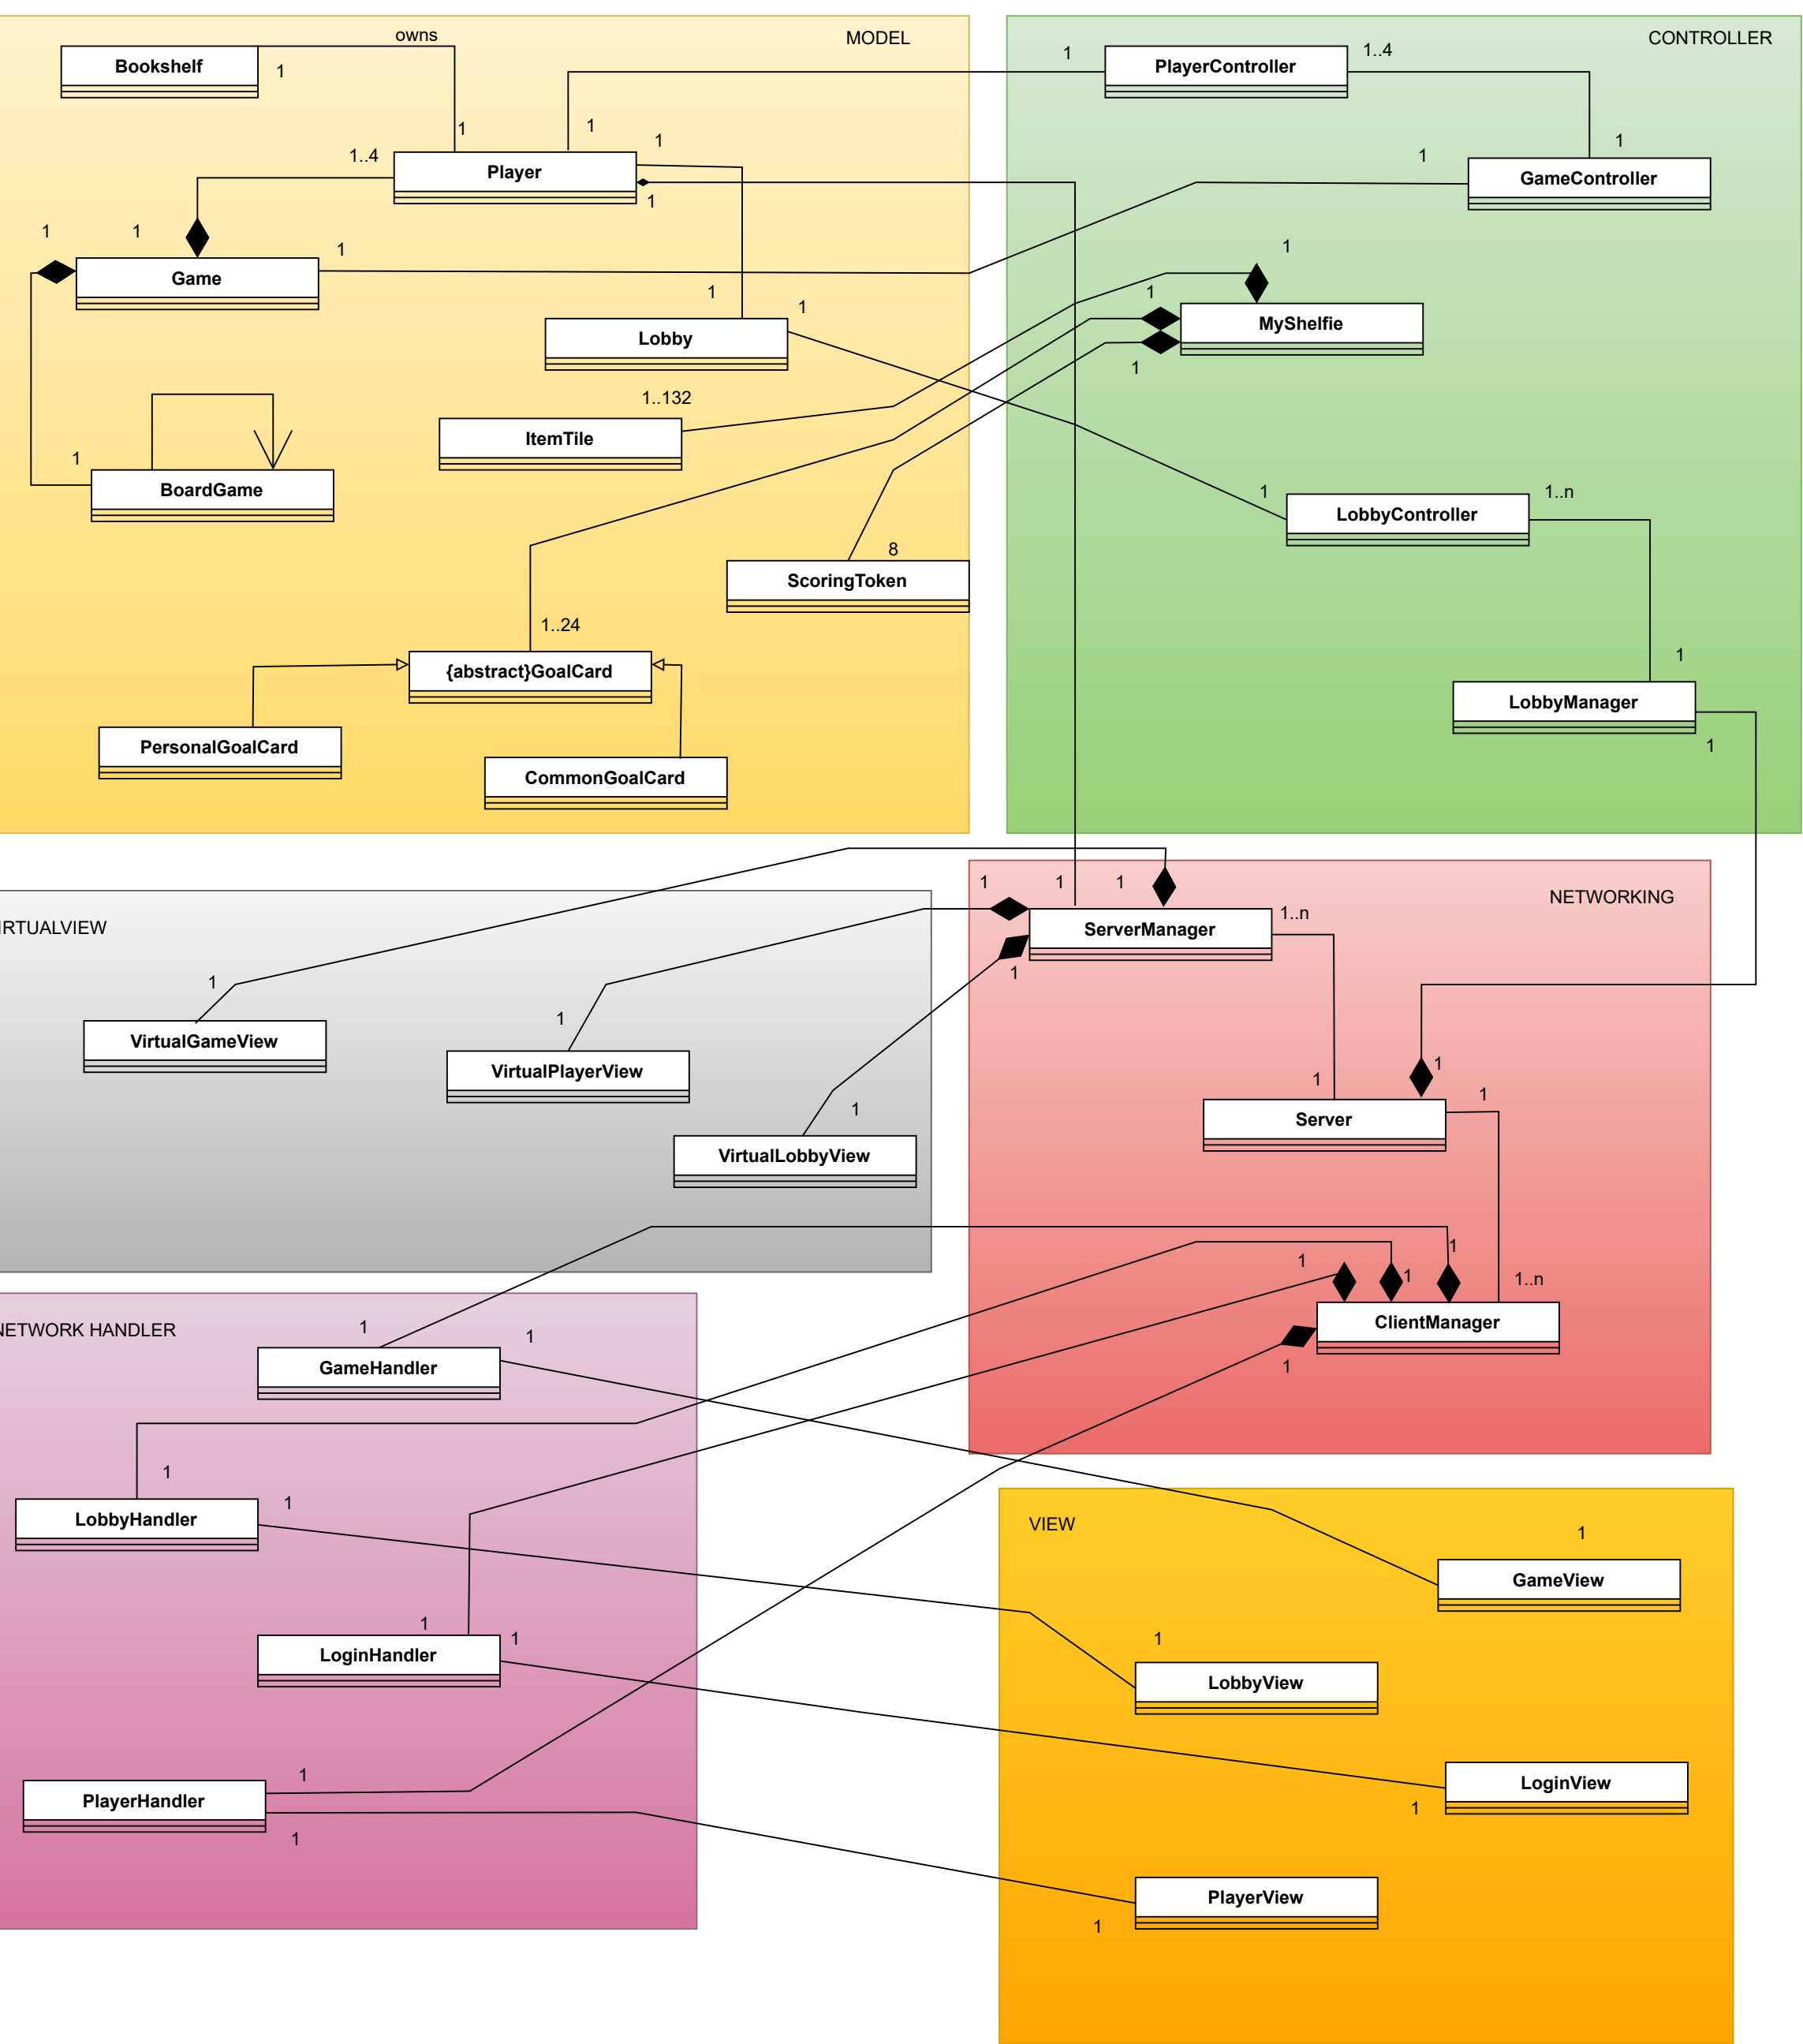 owns
MODEL
Bookshelf
1
1
1
1..4
Player
1
1
1
1
1
Game
1
1
Lobby
1
1..132
ItemTile
1
BoardGame
8
ScoringToken
1..24
{abstract}GoalCard
PersonalGoalCard
CommonGoalCard
CONTROLLER
1
PlayerController
1..4
1
1
GameController
1
1
MyShelfie
1
1
LobbyController
1..n
1
LobbyManager
1
IRTUALVIEW
1
VirtualGameView
1
VirtualPlayerView
1
VirtualLobbyView
NETWORKING
1
1
1
1..n
ServerManager
1
1
1
Server
1
1
1
1
1..n
ClientManager
1
NETWORK HANDLER
1
1
GameHandler
1
1
LobbyHandler
1
1
LoginHandler
1
PlayerHandler
1
VIEW
1
GameView
1
LobbyView
LoginView
1
PlayerView
1